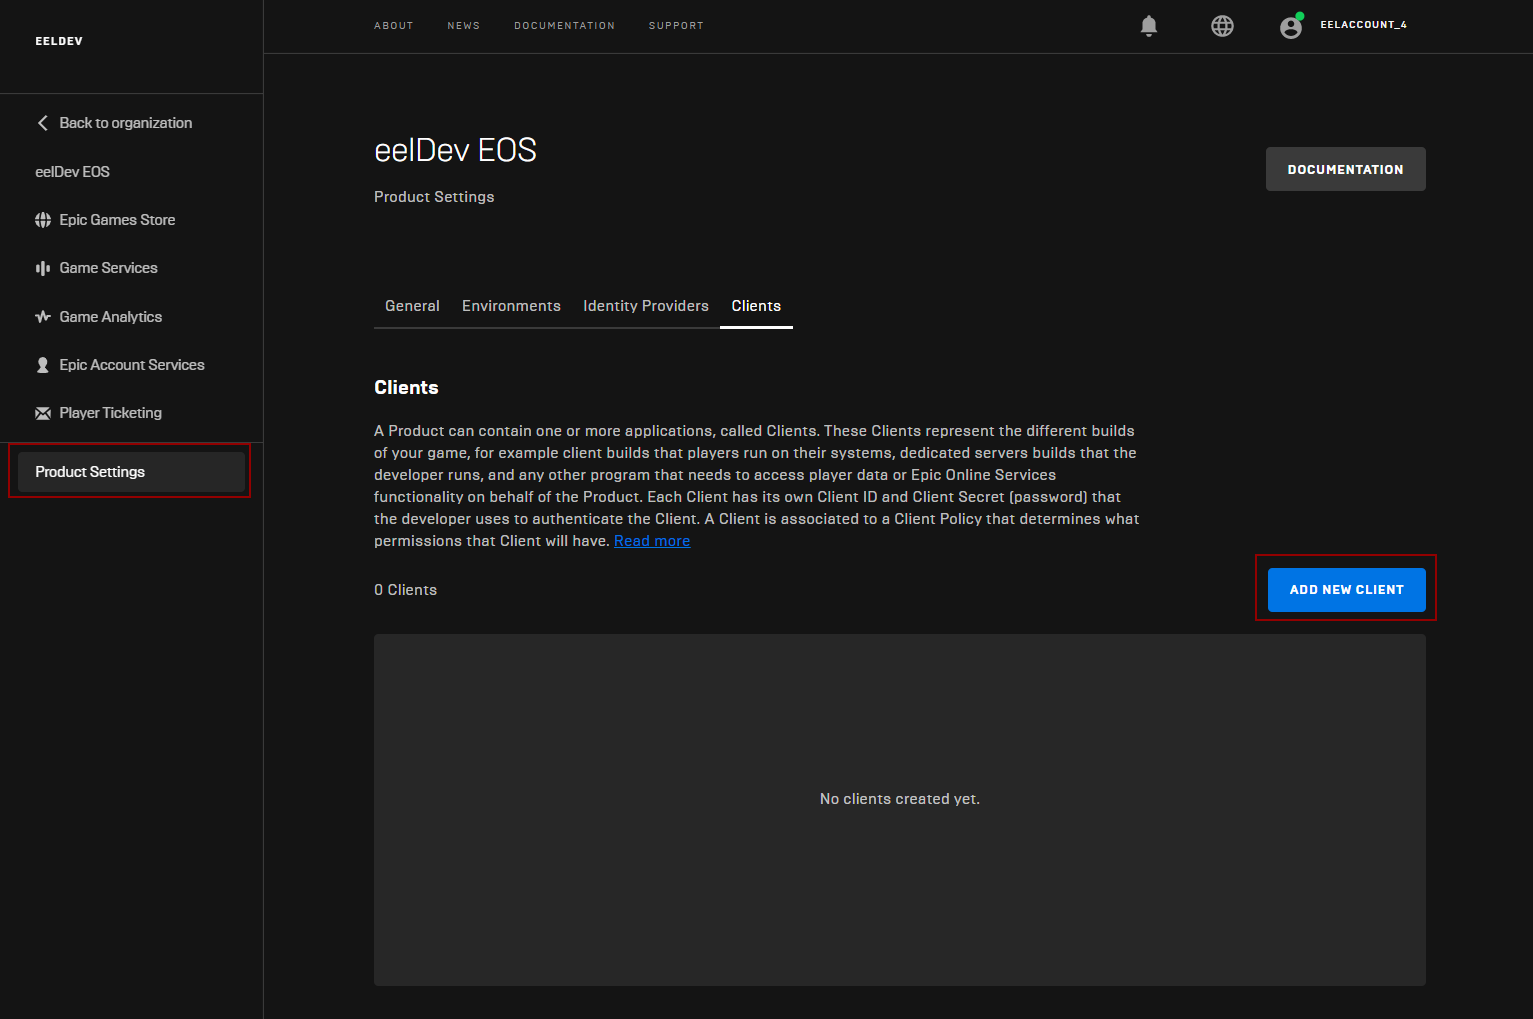 EELDEV
ABOUT NEWS DOCUMENTATION SUPPORT
EELACCOUNT_4
Back to organization
eelDev EOS
Epic Games Store
Game Services
Game Analytics
Epic Account Services
Player Ticketing
Product Settings
eelDev EOS
DOCUMENTATION
Product Settings
General Environments Identity Providers Clients
Clients
A Product can contain one or more applications, called Clients. These Clients represent the different builds
of your game, for example client builds that players run on their systems, dedicated servers builds that the
developer runs, and any other program that needs to access player data or Epic Online Services
functionality on behalf of the Product. Each Client has its own Client ID and Client Secret (password) that
the developer uses to authenticate the Client. A Client is associated to a Client Policy that determines what
permissions that Client will have. Read more
0 Clients
ADD NEW CLIENT
No clients created yet.